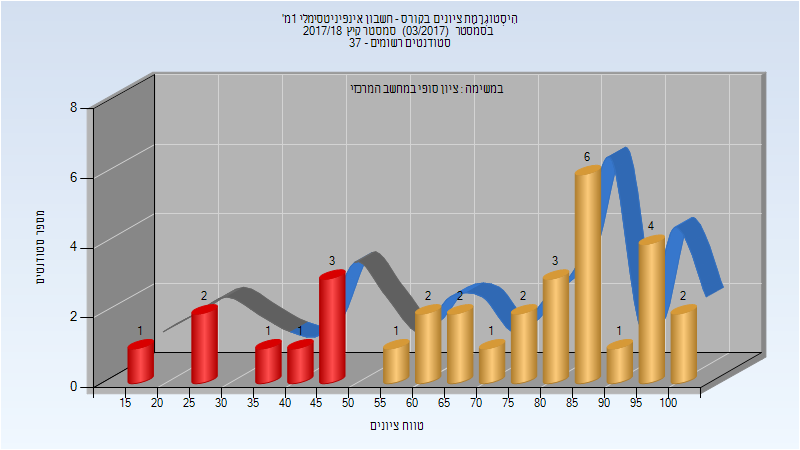 היסטוגרמת ציונים בקורס - חשבון אינפיניטסימלי 1מ'
בסמסטר (03/2017) סמסטר קיץ 2017/18
סטודנטים רשומים - 37
במשימה : ציון סופי במחשב המרכזי
מספר סטודנטים
8
6
4
2
0
1
2
1
1
3
1
2
2
1
2
3
6
1
4
2
15 20 25 30 35 40 45 50 55 60 65 70 75 80 85 90 95 100
טווח ציונים